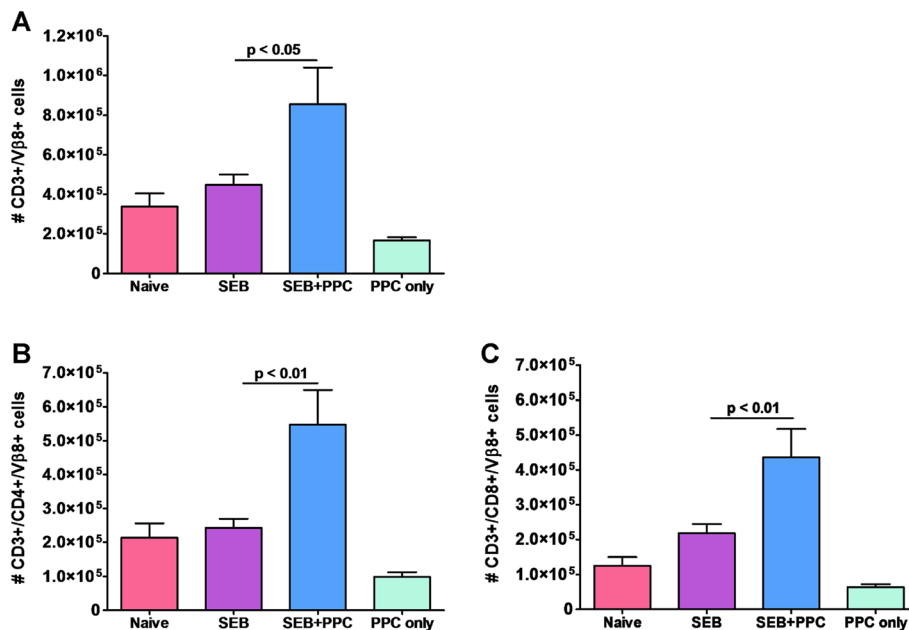 A
# CD3+/Vβ8+ cells
1.2×10⁶
1.0×10⁶
8.0×10⁵
6.0×10⁵
4.0×10⁵
2.0×10⁵
0
p < 0.05
Naive SEB SEB+PPC PPC only
B
# CD3+/CD4+/Vβ8+ cells
7.0×10⁵
6.0×10⁵
5.0×10⁵
4.0×10⁵
3.0×10⁵
2.0×10⁵
1.0×10⁵
0
p < 0.01
Naive SEB SEB+PPC PPC only
C
# CD3+/CD8+/Vβ8+ cells
7.0×10⁵
6.0×10⁵
5.0×10⁵
4.0×10⁵
3.0×10⁵
2.0×10⁵
1.0×10⁵
0
p < 0.01
Naive SEB SEB+PPC PPC only